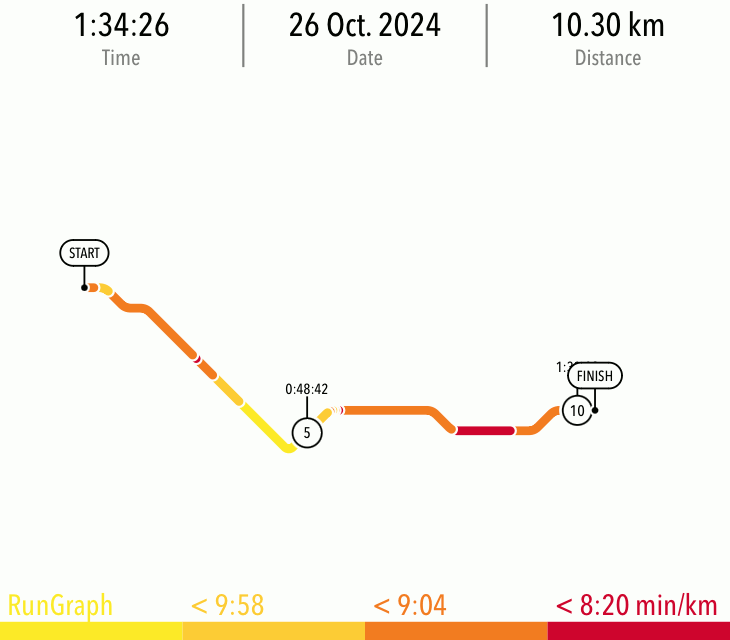 1:34:26
Time
26 Oct. 2024
Date
10.30 km
Distance
START
0:48:42
5
FINISH
10
RunGraph
< 9:58
< 9:04
< 8:20 min/km